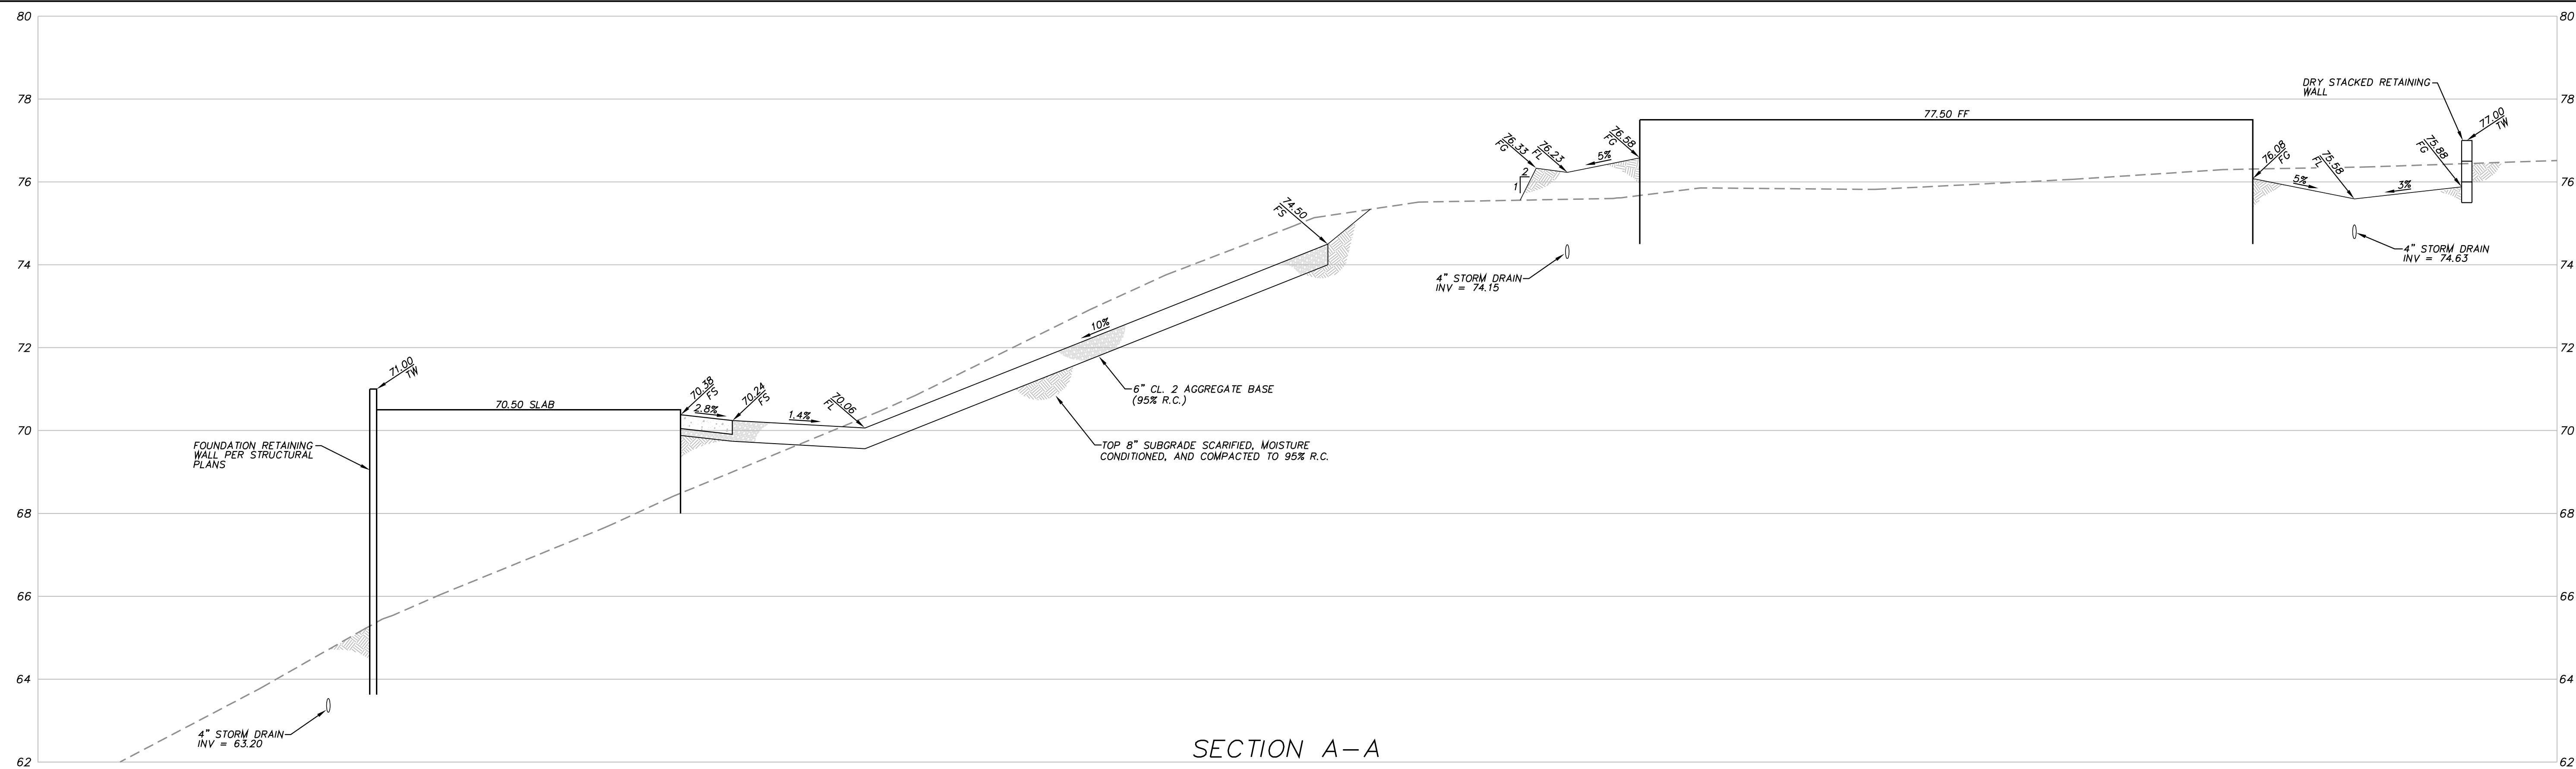 80
80
78
78
76
76
74
74
72
72
70
70
68
68
66
66
64
64
62
62
FOUNDATION RETAINING
WALL PER STRUCTURAL
PLANS
4" STORM DRAIN
INV = 63.20
71.00
TW
70.50 SLAB
70.38
FS
2.8%
70.24
FS
1.4%
70.06
FL
10%
6" CL. 2 AGGREGATE BASE
(95% R.C.)
TOP 8" SUBGRADE SCARIFIED, MOISTURE
CONDITIONED, AND COMPACTED TO 95% R.C.
74.50
FS
4" STORM DRAIN
INV = 74.15
2
1
76.33
FG
76.23
FL
5%
76.58
FG
77.50 FF
76.08
FG
5%
75.58
FL
3%
75.88
FG
DRY STACKED RETAINING
WALL
77.00
TW
4" STORM DRAIN
INV = 74.63
SECTION A-A